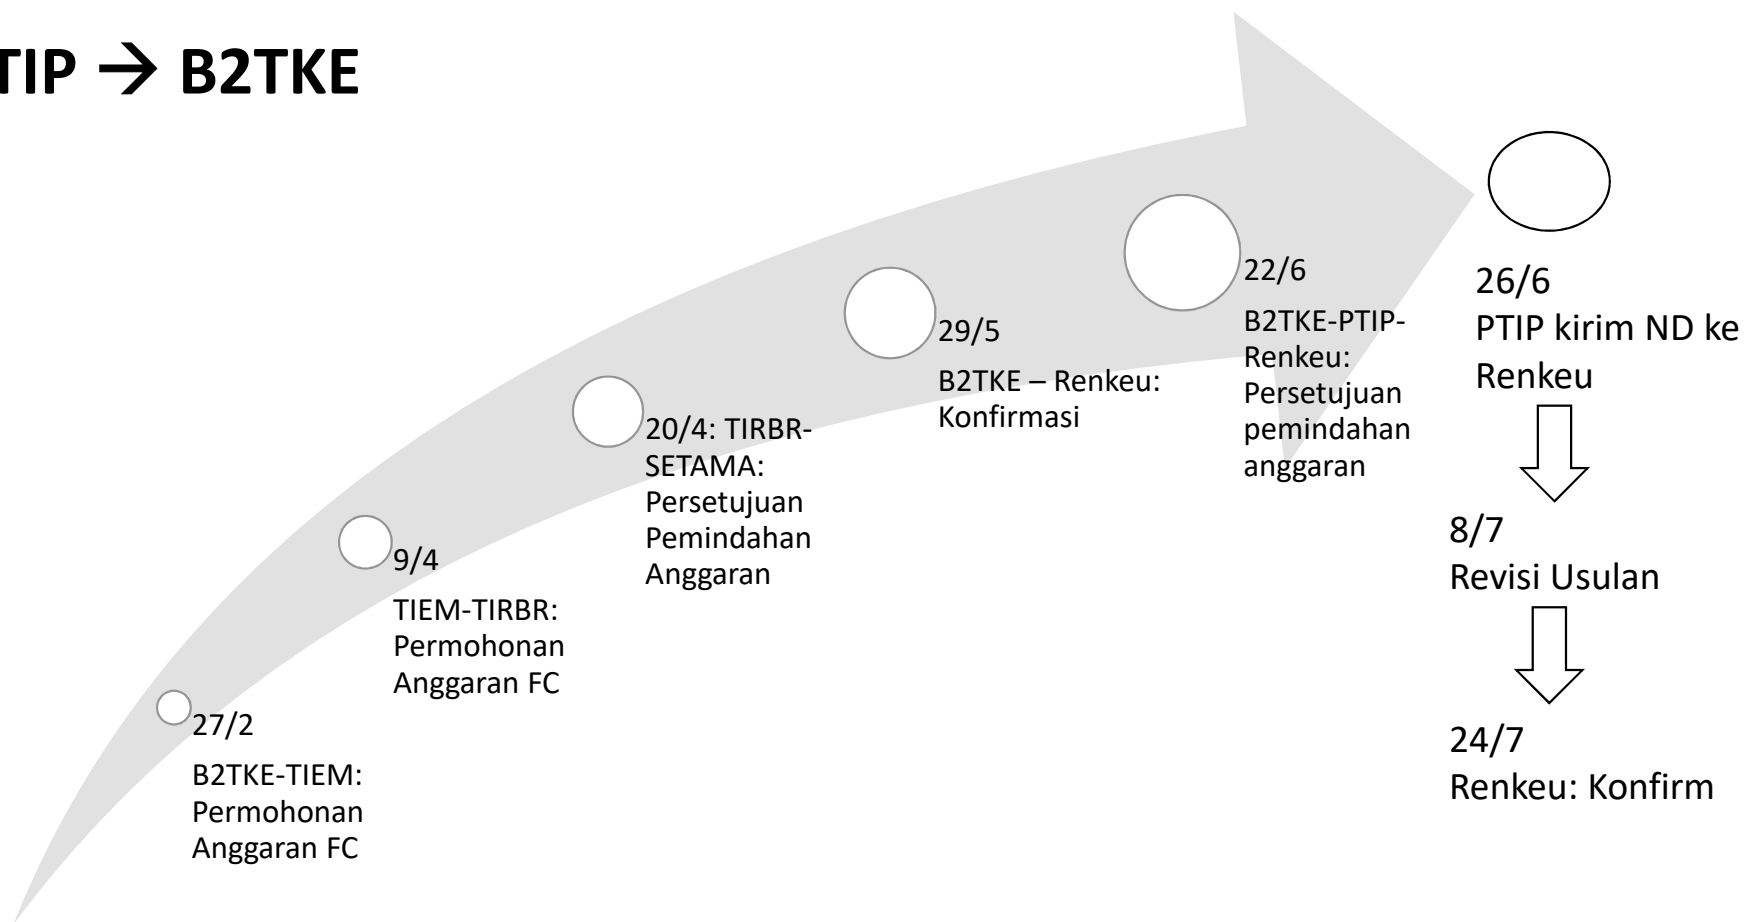 TIP → B2TKE
27/2
B2TKE-TIEM:
Permohonan
Anggaran FC
9/4
TIEM-TIRBR:
Permohonan
Anggaran FC
20/4: TIRBR-
SETAMA:
Persetujuan
Pemindahan
Anggaran
29/5
B2TKE – Renkeu:
Konfirmasi
22/6
B2TKE-PTIP-
Renkeu:
Persetujuan
pemindahan
anggaran
26/6
PTIP kirim ND ke
Renkeu
8/7
Revisi Usulan
24/7
Renkeu: Konfirm